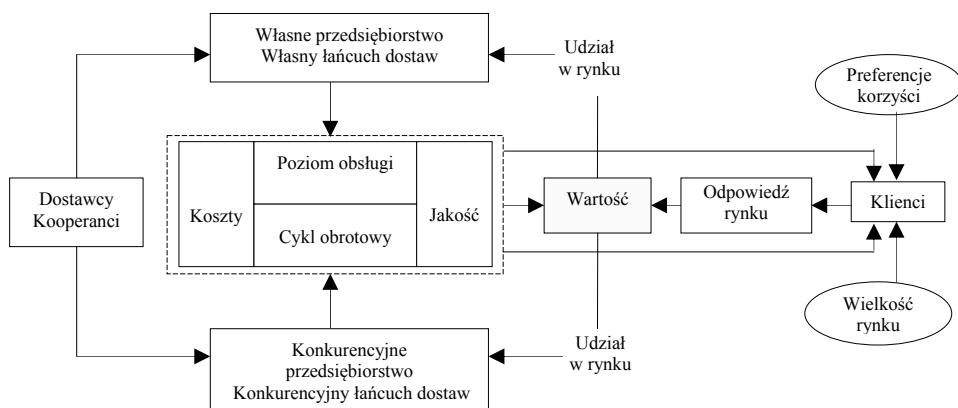 Własne przedsiębiorstwo
Własny łańcuch dostaw
Udział
w rynku
Preferencje
korzyści
Dostawcy
Kooperanci
Koszty
Poziom obsługi
Cykl obrotowy
Jakość
Wartość
Odpowiedź
rynku
Klienci
Wielkość
rynku
Konkurencyjne
przedsiębiorstwo
Konkurencyjny łańcuch dostaw
Udział
w rynku